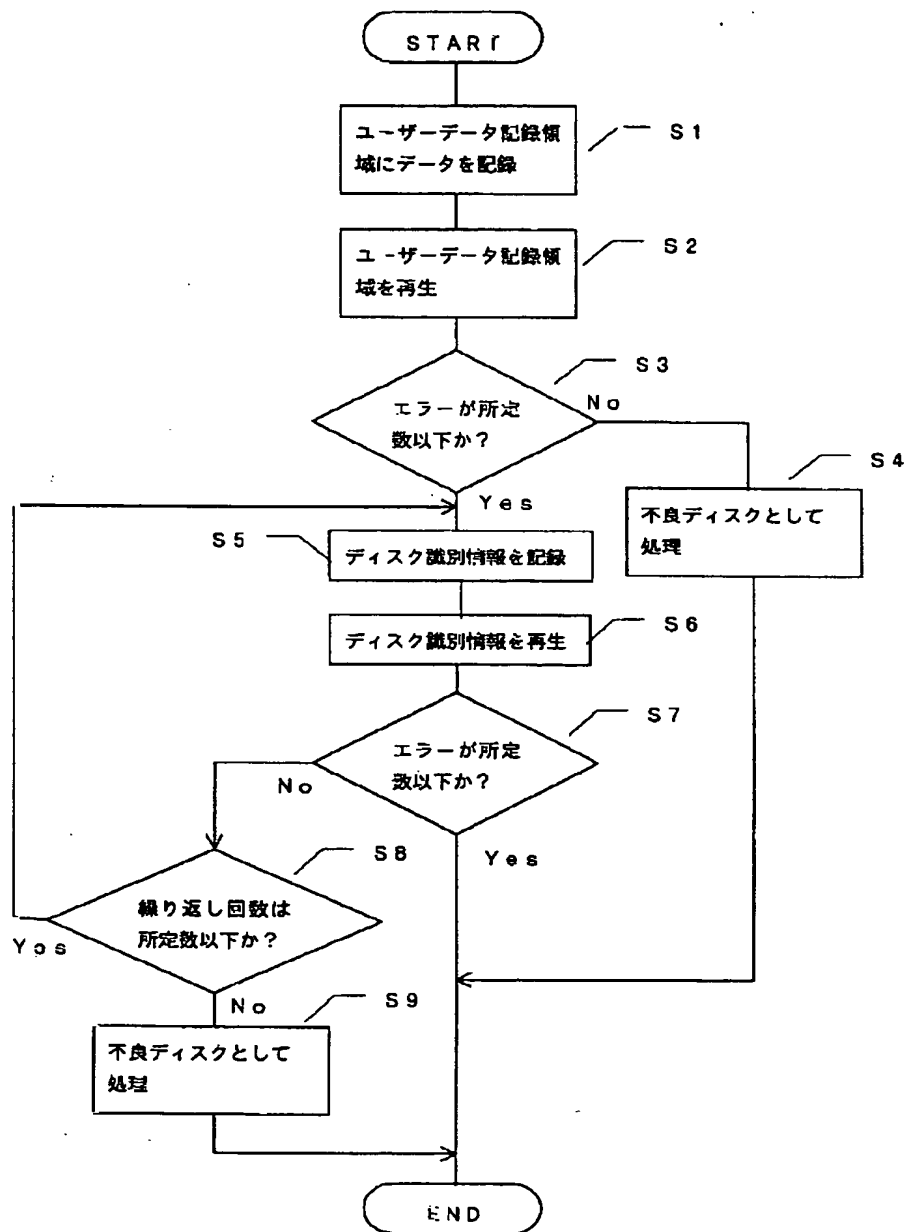 START
ユーザーデータ記録領
域にデータを記録
S1
ユーザーデータ記録領
域を再生
S2
エラーが所定
数以下か？
S3
No
Yes
不良ディスクとして
処理
S4
S5
ディスク識別情報を記録
ディスク識別情報を再生
S6
エラーが所定
数以下か？
S7
No
Yes
繰り返し回数は
所定数以下か？
S8
Yes
No
不良ディスクとして
処理
S9
END